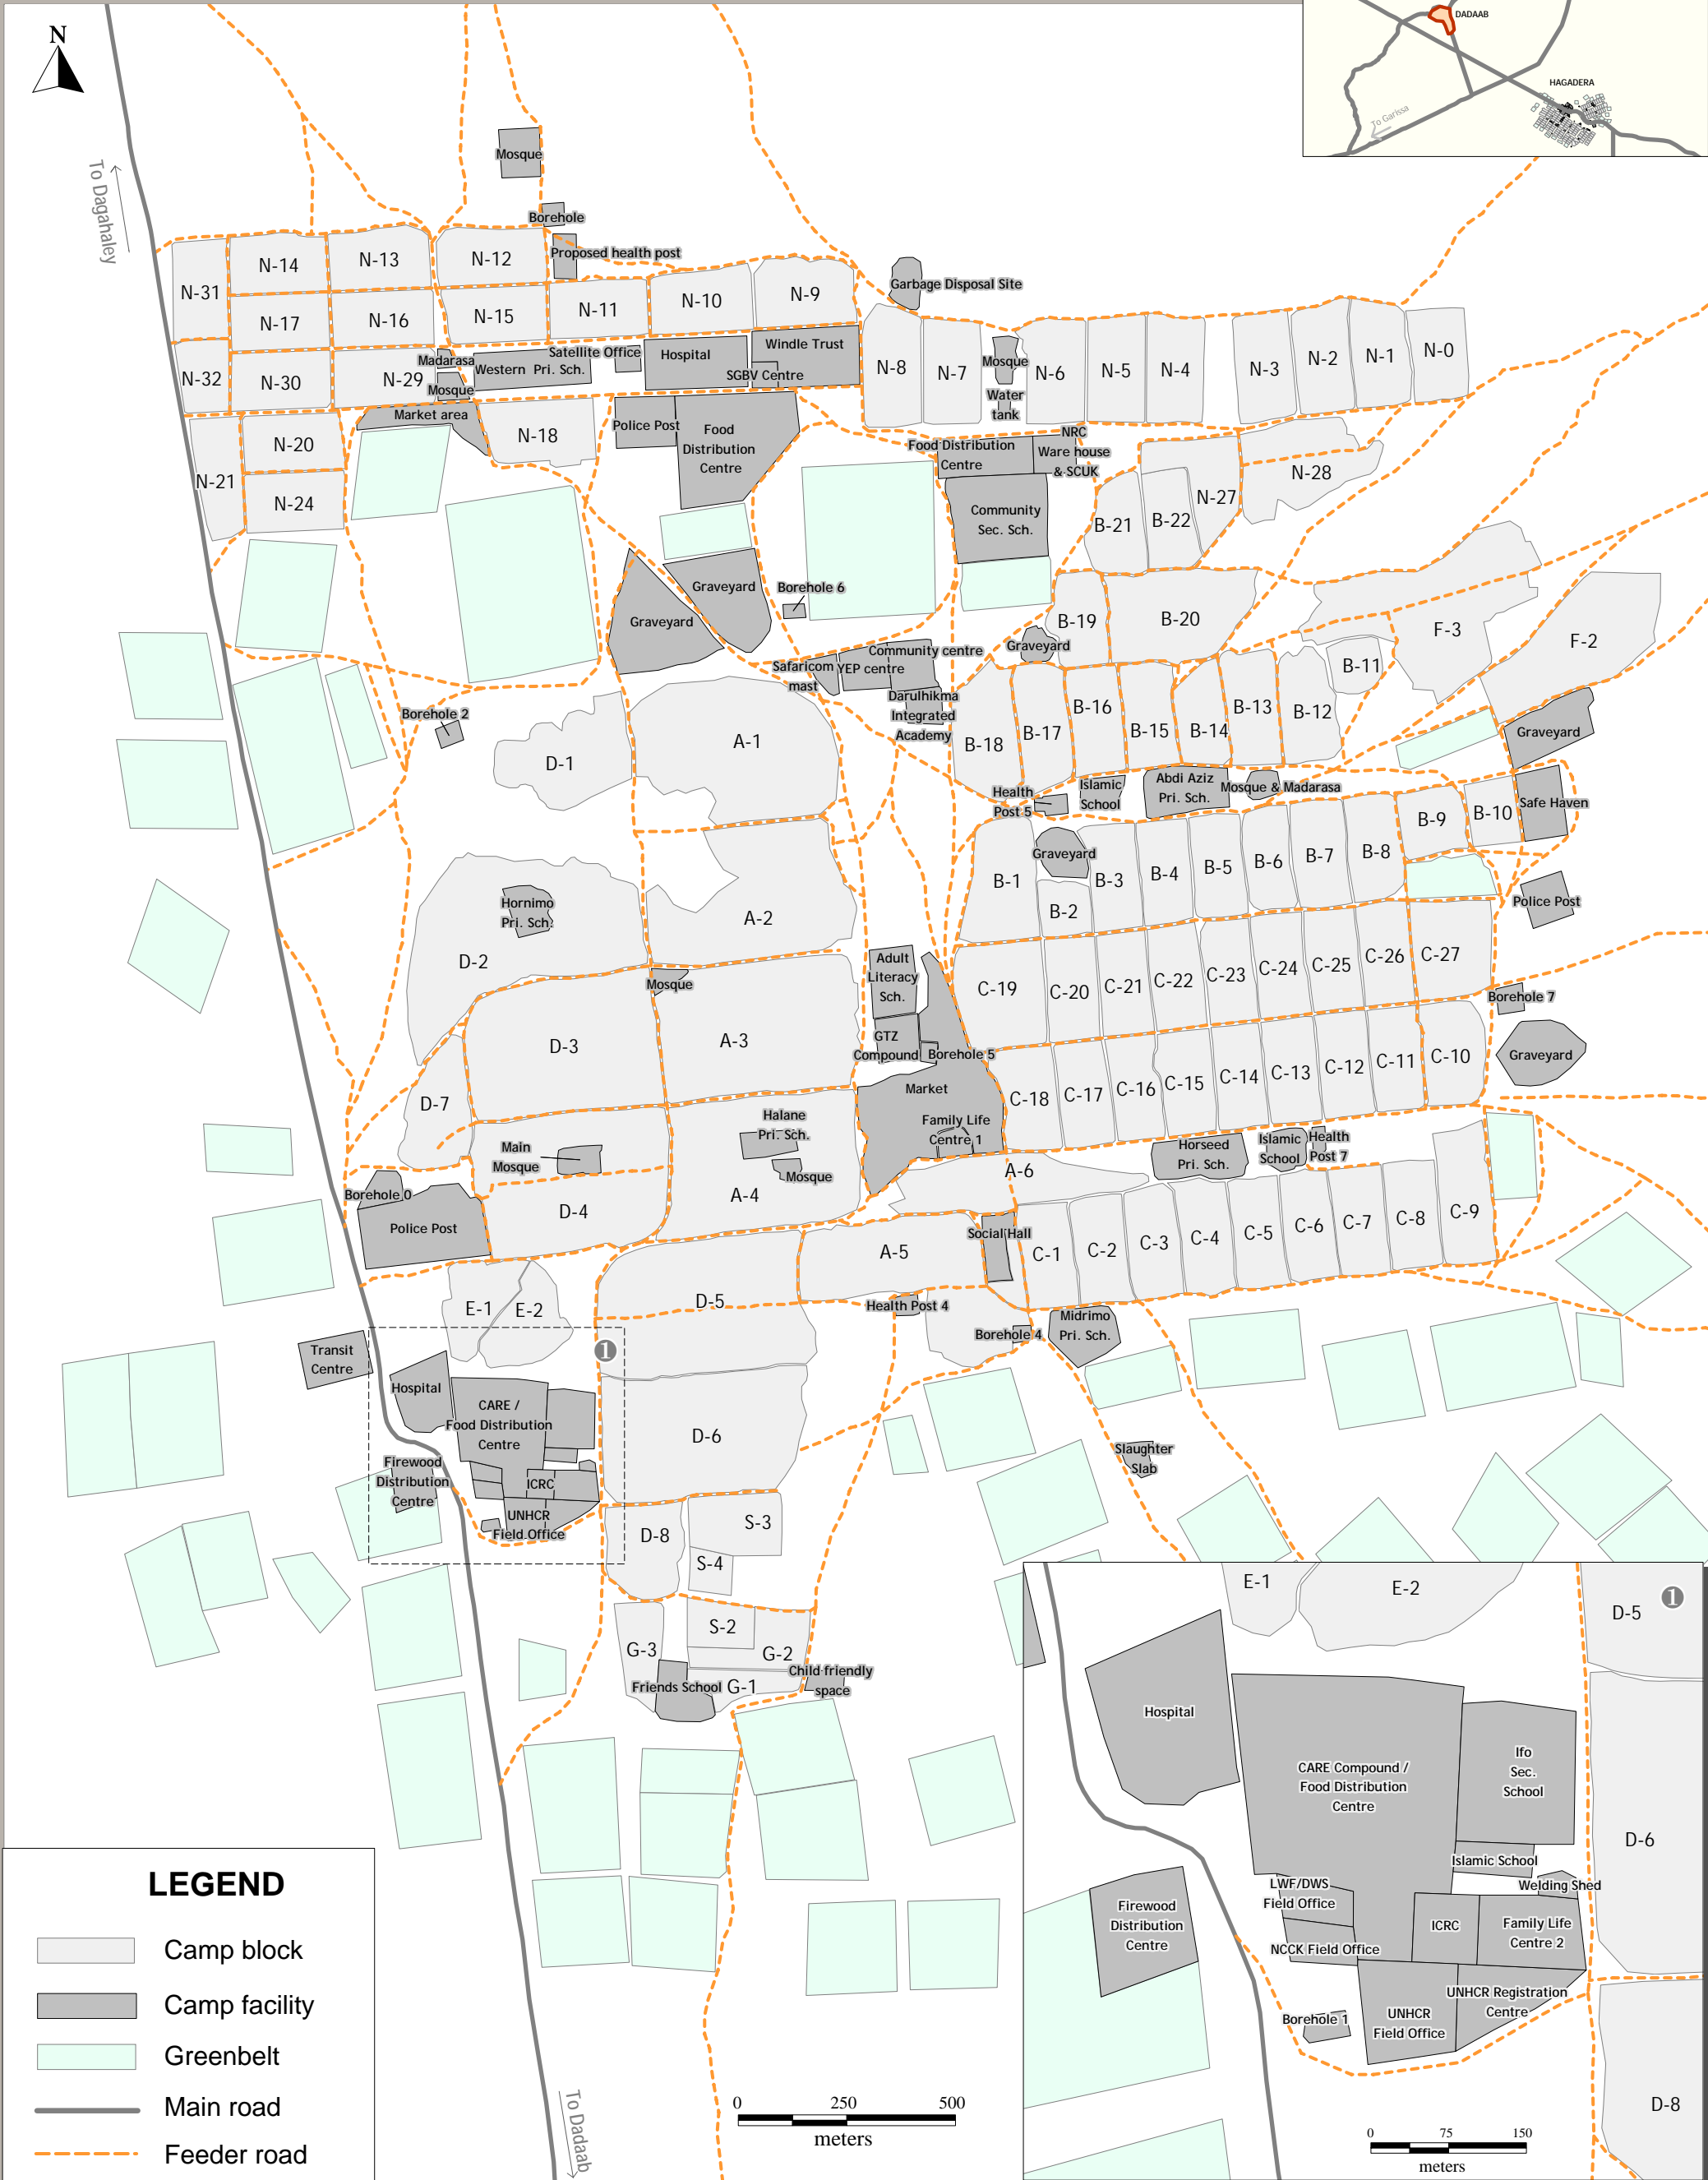 DADAAB
HAGADERA
To Garissa
N
To Dagahaley
Mosque
Borehole
Proposed health post
Garbage Disposal Site
N-31
N-14
N-13
N-12
N-17
N-16
N-15
N-11
N-10
N-9
N-32
N-30
N-29
Madarasa
Mosque
Western Pri. Sch.
Satellite Office
Hospital
Windle Trust
SGBV Centre
N-8
N-7
Mosque
Water
tank
N-6
N-5
N-4
N-3
N-2
N-1
N-0
Market area
N-18
Police Post
Food
Distribution
Centre
N-20
N-21
N-24
Food Distribution
Centre
NRC
Ware house
& SCUK
Community
Sec. Sch.
B-21
B-22
N-27
N-28
Graveyard
Graveyard
Borehole 6
B-19
B-20
Graveyard
F-3
F-2
B-11
Safaricom
mast
YEP centre
Community centre
Darulhikma
Integrated
Academy
B-18
B-17
B-16
B-15
B-14
B-13
B-12
Graveyard
Borehole 2
D-1
A-1
Health
Post 5
Islamic
School
Abdi Aziz
Pri. Sch.
Mosque & Madarasa
Safe Haven
B-10
B-9
B-8
B-7
B-6
B-5
B-4
B-3
B-2
B-1
Graveyard
Police Post
Hornimo
Pri. Sch.
D-2
A-2
Mosque
Adult
Literacy
Sch.
GTZ
Compound
Borehole 5
C-19
C-20
C-21
C-22
C-23
C-24
C-25
C-26
C-27
Borehole 7
Graveyard
D-3
A-3
D-7
Market
Family Life
Centre 1
C-18
C-17
C-16
C-15
C-14
C-13
C-12
C-11
C-10
Main
Mosque
Halane
Pri. Sch.
Mosque
A-4
A-6
Horseed
Pri. Sch.
Islamic
School
Health
Post 7
Borehole 0
Police Post
D-4
Social Hall
A-5
C-1
C-2
C-3
C-4
C-5
C-6
C-7
C-8
C-9
E-1
E-2
D-5
Health Post 4
Borehole 4
Midrimo
Pri. Sch.
Transit
Centre
1
Hospital
CARE /
Food Distribution
Centre
D-6
Firewood
Distribution
Centre
ICRC
UNHCR
Field Office
Slaughter
Slab
D-8
S-3
S-4
S-2
G-3
G-2
G-1
Friends School
Child friendly
space
E-1
E-2
D-5
1
Hospital
CARE Compound /
Food Distribution
Centre
Ifo
Sec.
School
D-6
Islamic School
Welding Shed
LWF/DWS
Field Office
Firewood
Distribution
Centre
ICRC
Family Life
Centre 2
NCCK Field Office
UNHCR Registration
Centre
Borehole 1
UNHCR
Field Office
D-8
0 75 150
meters
LEGEND
Camp block
Camp facility
Greenbelt
Main road
Feeder road
To Dadaab
0 250 500
meters